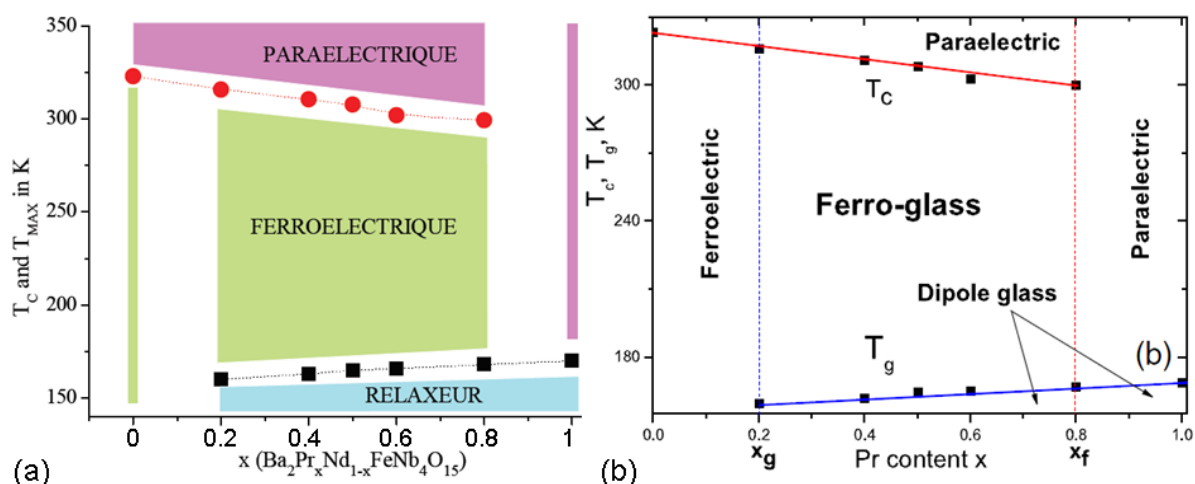 350
300
250
200
150
T_C and T_MAX in K
PARAELECTRIQUE
FERROELECTRIQUE
RELAXEUR
0 0.2 0.4 0.6 0.8 1
x (Ba₂PrₓNd₁₋ₓFeNb₄O₁₅)
(a)
T_c, T_g, K
300
240
180
Paraelectric
T_C
Ferroelectric
Ferro-glass
Paraelectric
Dipole glass
T_g
(b)
0.0 0.2 0.4 0.6 0.8 1.0
x_g Pr content x x_f
(b)